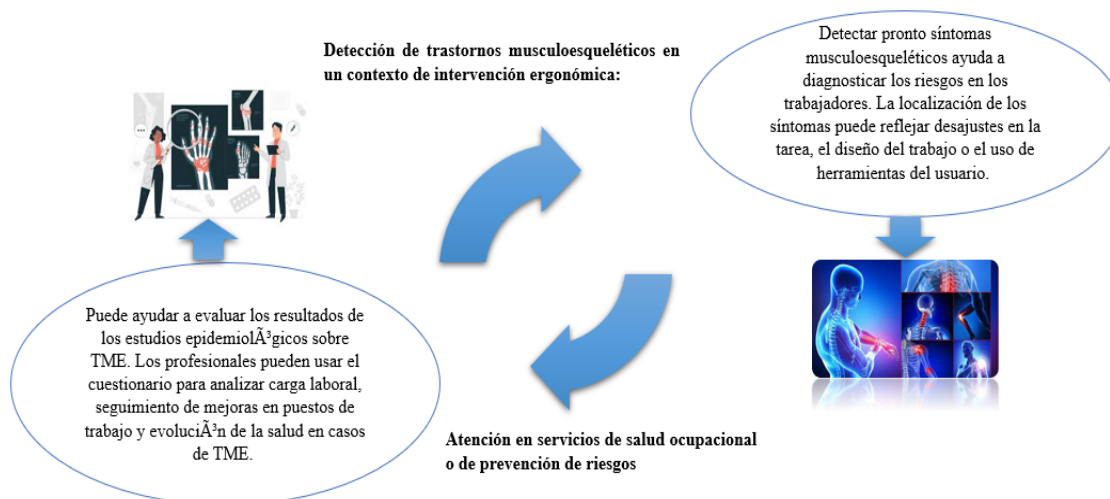 Detección de trastornos musculoesqueléticos en
un contexto de intervención ergonómica:
Detectar pronto síntomas
musculoesqueléticos ayuda a
diagnosticar los riesgos en los
trabajadores. La localización de los
síntomas puede reflejar desajustes en la
tarea, el diseño del trabajo o el uso de
herramientas del usuario.
Puede ayudar a evaluar los resultados de
los estudios epidemiolÃ³gicos sobre
TME. Los profesionales pueden usar el
cuestionario para analizar carga laboral,
seguimiento de mejoras en puestos de
trabajo y evoluciÃ³n de la salud en casos
de TME.
Atención en servicios de salud ocupacional
o de prevención de riesgos